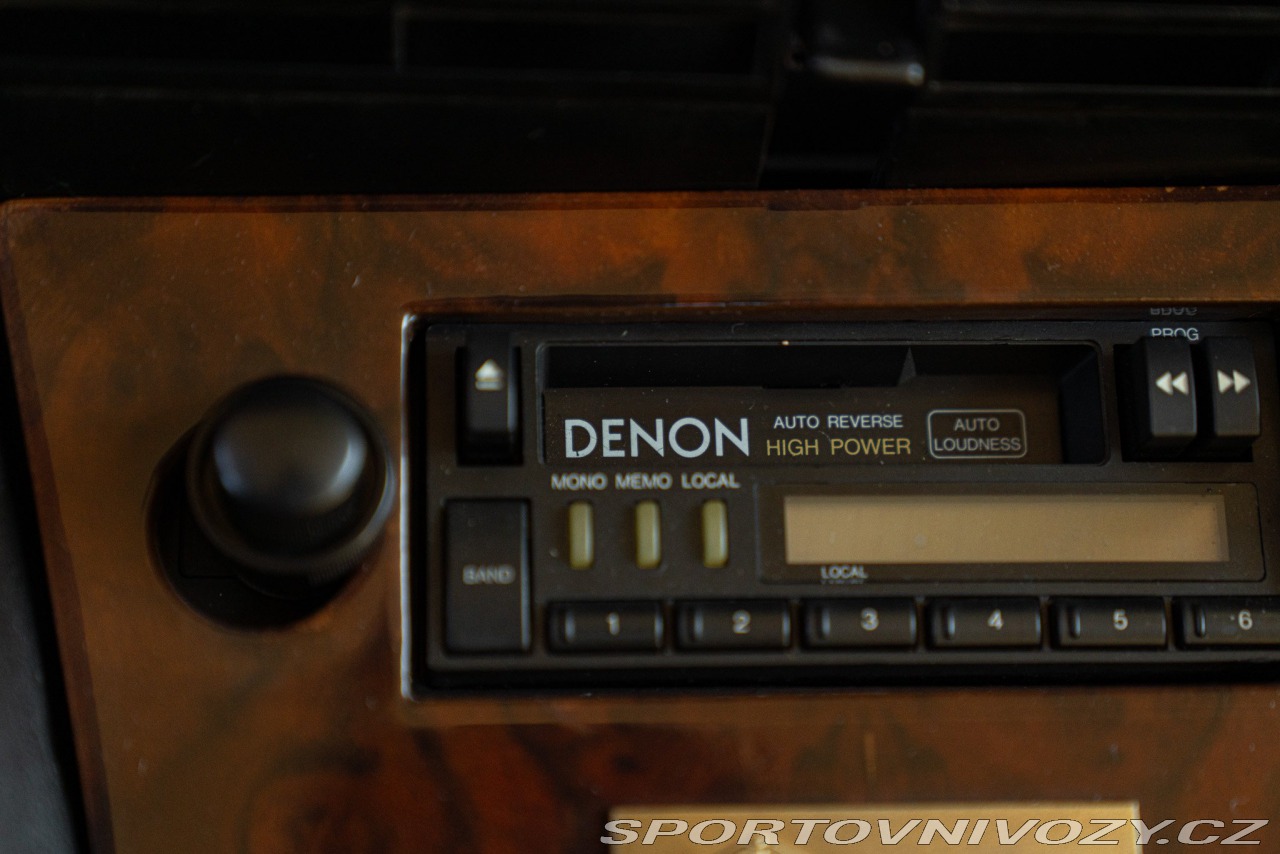 PROG
DENON
AUTO REVERSE
HIGH POWER
AUTO
LOUDNESS
MONO MEMO LOCAL
BAND
LOCAL
1 2 3 4 5 6
SPORTOVNIVOZY.CZ